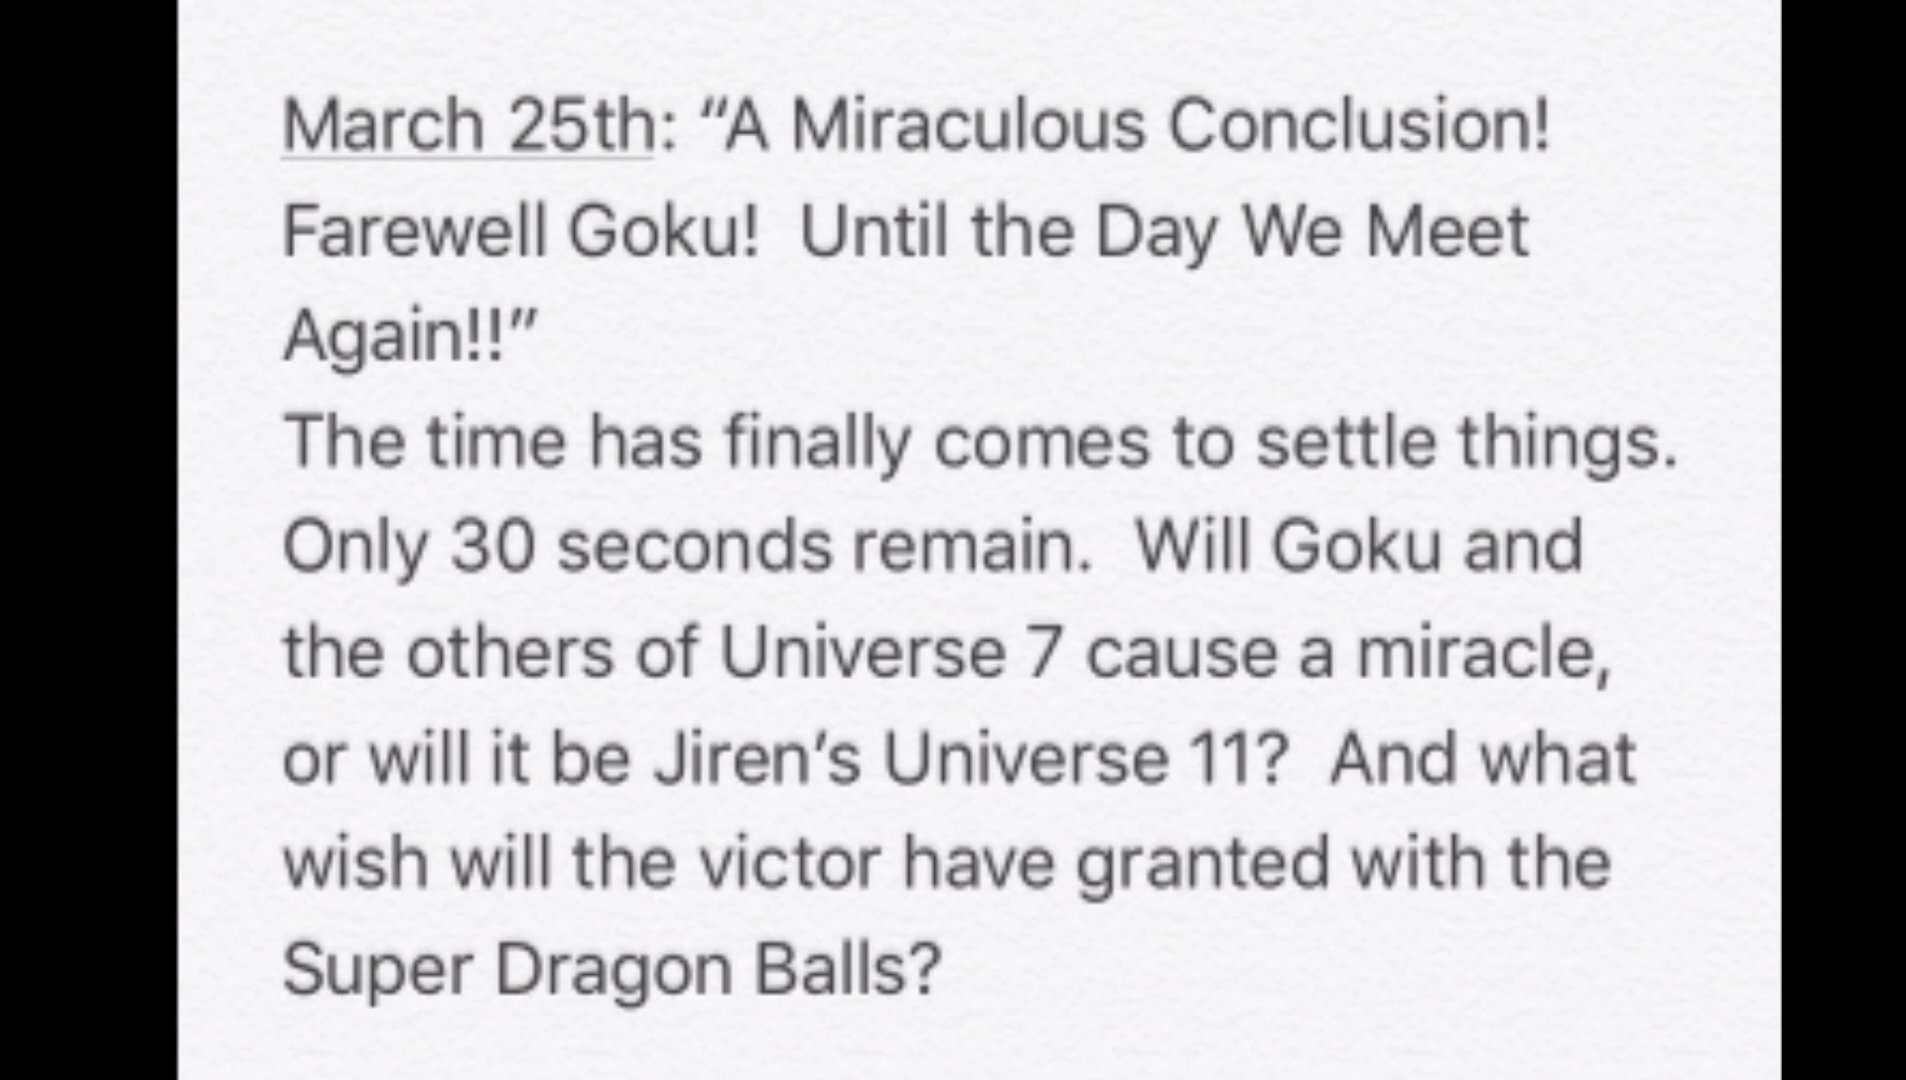 March 25th: “A Miraculous Conclusion!
Farewell Goku!  Until the Day We Meet
Again!!”
The time has finally comes to settle things.
Only 30 seconds remain.  Will Goku and
the others of Universe 7 cause a miracle,
or will it be Jiren’s Universe 11?  And what
wish will the victor have granted with the
Super Dragon Balls?